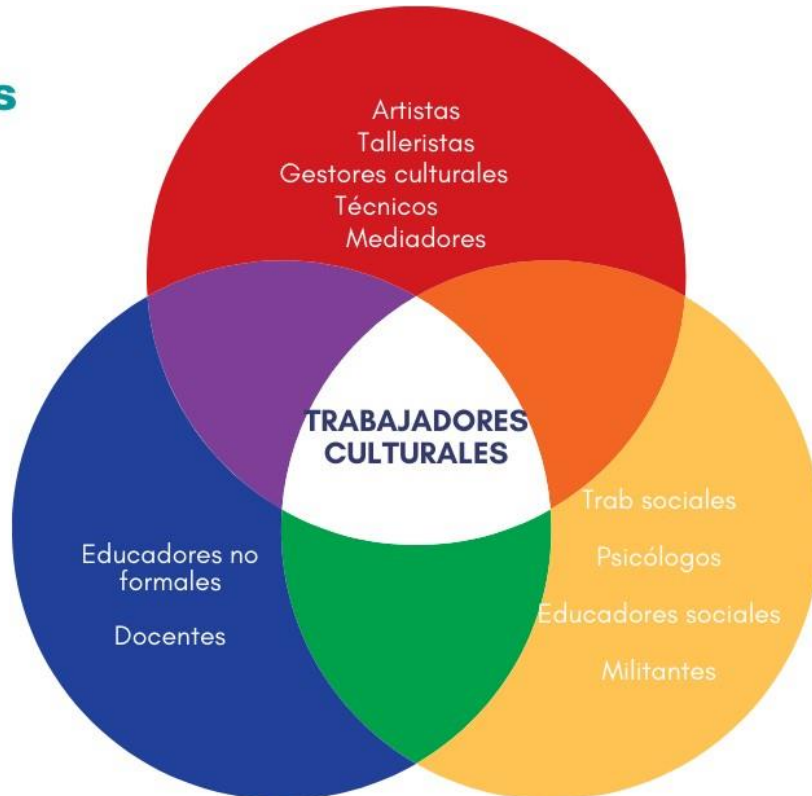 s
Artistas
Talleristas
Gestores culturales
Técnicos
Mediadores
TRABAJADORES
CULTURALES
Trab sociales
Psicólogos
Educadores sociales
Militantes
Educadores no
formales
Docentes